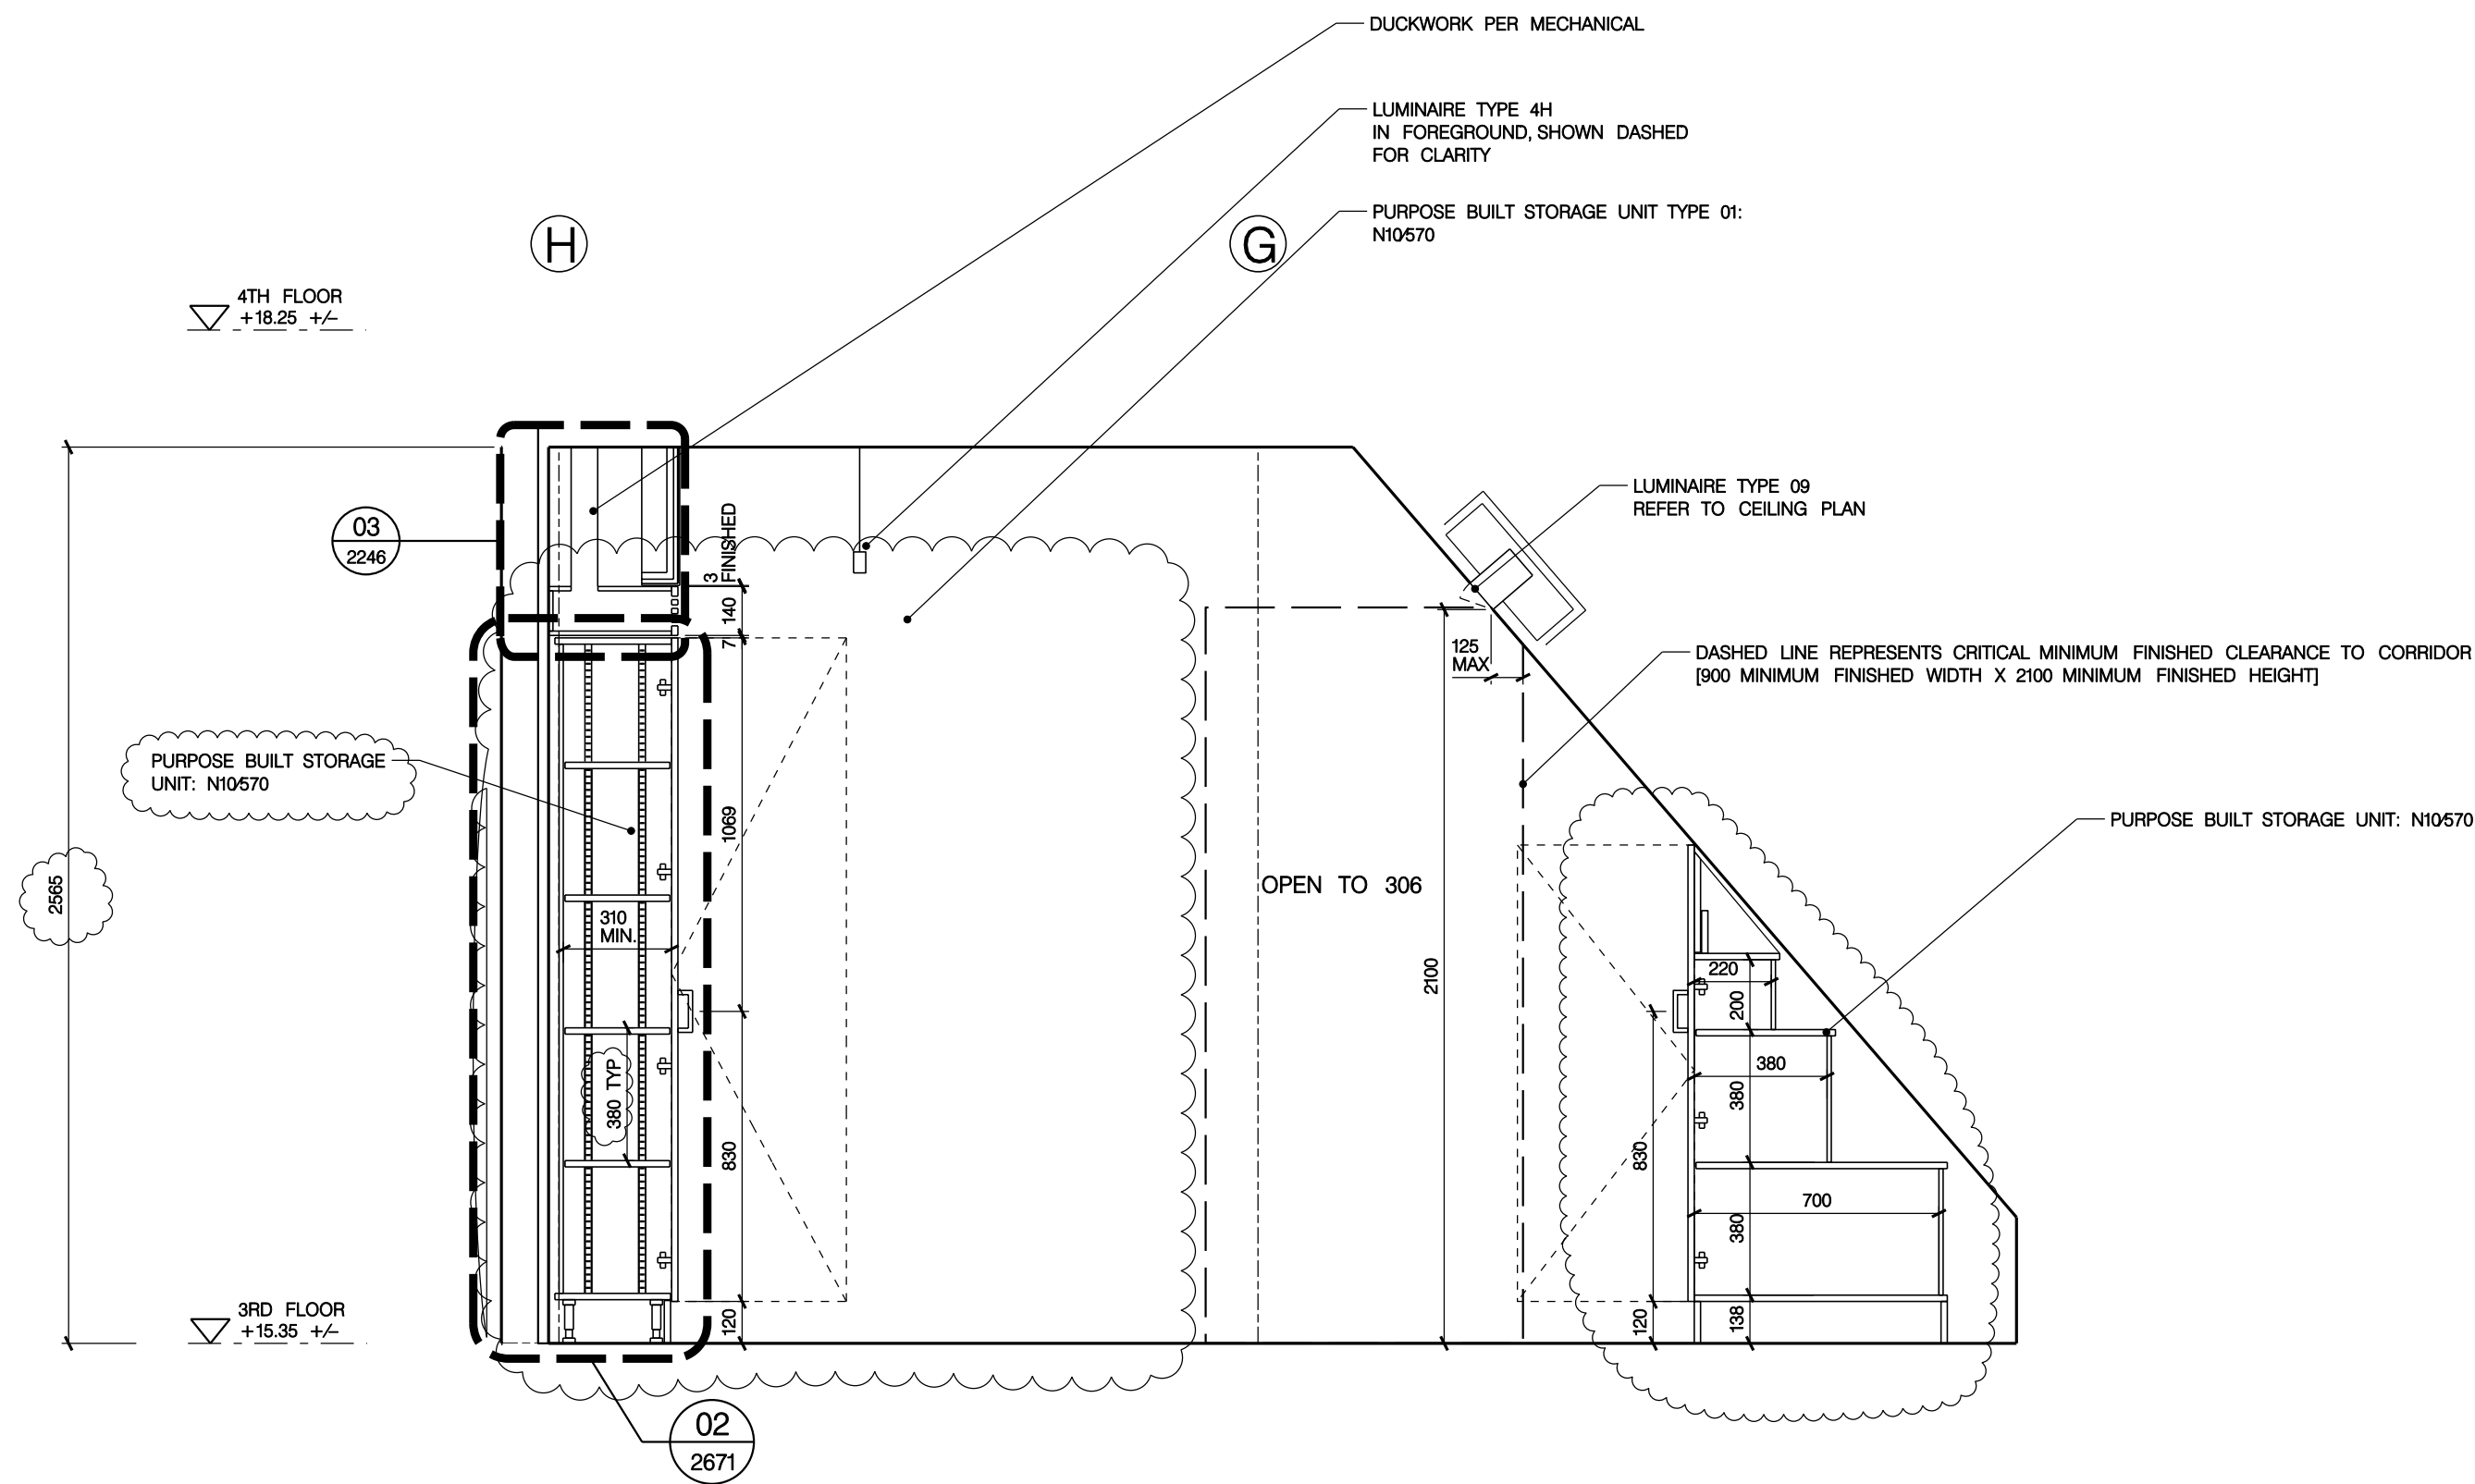 DUCKWORK PER MECHANICAL
LUMINAIRE TYPE 4H
IN FOREGROUND, SHOWN DASHED
FOR CLARITY
PURPOSE BUILT STORAGE UNIT TYPE 01:
N10/570
H
G
4TH FLOOR
+18.25 +/-
LUMINAIRE TYPE 09
REFER TO CEILING PLAN
03
2246
3
FINISHED
140
7
125
MAX
DASHED LINE REPRESENTS CRITICAL MINIMUM FINISHED CLEARANCE TO CORRIDOR
[900 MINIMUM FINISHED WIDTH X 2100 MINIMUM FINISHED HEIGHT]
PURPOSE BUILT STORAGE
UNIT: N10/570
1069
PURPOSE BUILT STORAGE UNIT: N10/570
2565
OPEN TO 306
310
MIN.
2100
220
200
380
380
380 TYP
830
830
700
380
3RD FLOOR
+15.35 +/-
120
120
138
02
2671